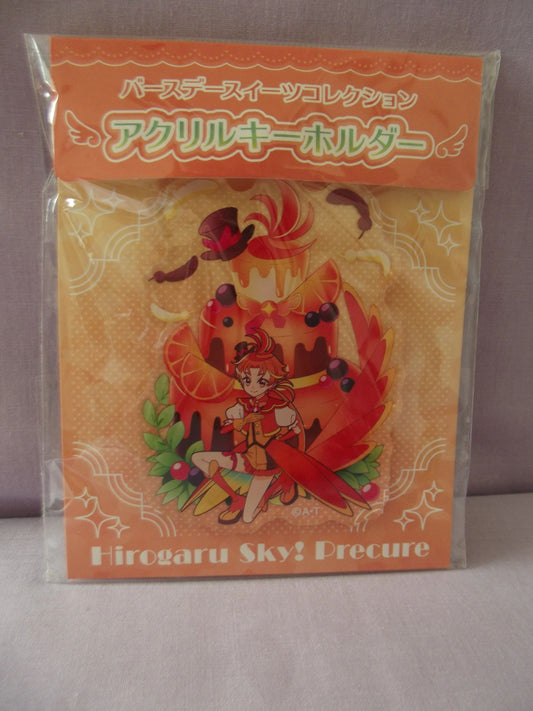 バースデースイーツコレクション
アクリルキーホルダー
©A-T
Hirogaru Sky! Precure